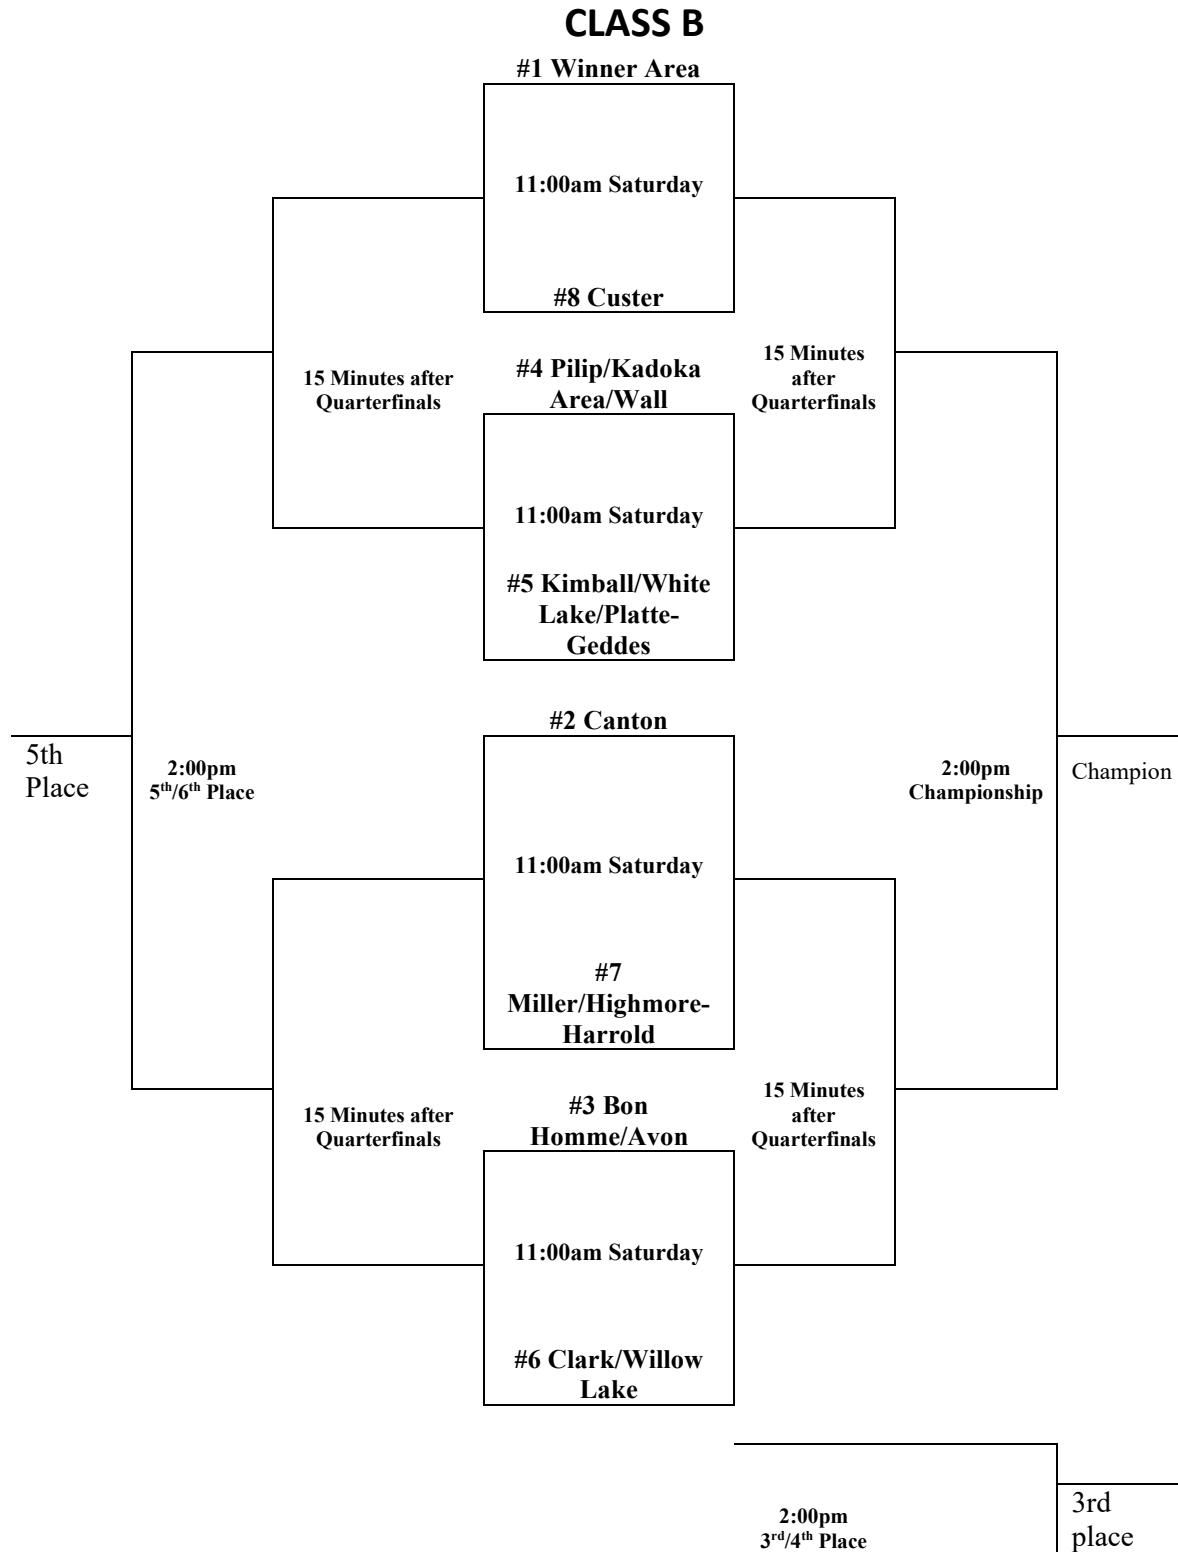 CLASS B
#1 Winner Area
11:00am Saturday
#8 Custer
15 Minutes after
Quarterfinals
#4 Pilip/Kadoka
Area/Wall
15 Minutes
after
Quarterfinals
11:00am Saturday
#5 Kimball/White
Lake/Platte-
Geddes
#2 Canton
5th
Place
2:00pm
5th/6th Place
2:00pm
Championship
Champion
11:00am Saturday
#7
Miller/Highmore-
Harrold
15 Minutes after
Quarterfinals
#3 Bon
Homme/Avon
15 Minutes
after
Quarterfinals
11:00am Saturday
#6 Clark/Willow
Lake
2:00pm
3rd/4th Place
3rd
place